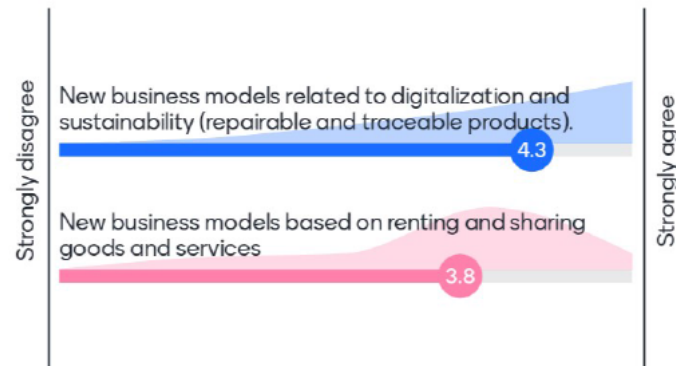 Strongly disagree
New business models related to digitalization and
sustainability (repairable and traceable products).
4.3
New business models based on renting and sharing
goods and services
3.8
Strongly agree